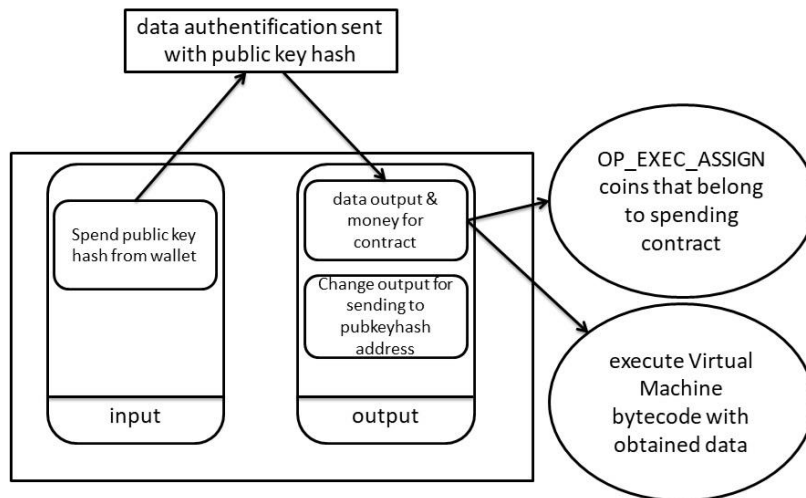 data authentification sent
with public key hash
Spend public key
hash from wallet
input
data output &
money for
contract
Change output for
sending to
pubkeyhash
address
output
OP_EXEC_ASSIGN
coins that belong
to spending
contract
execute Virtual
Machine
bytecode with
obtained data